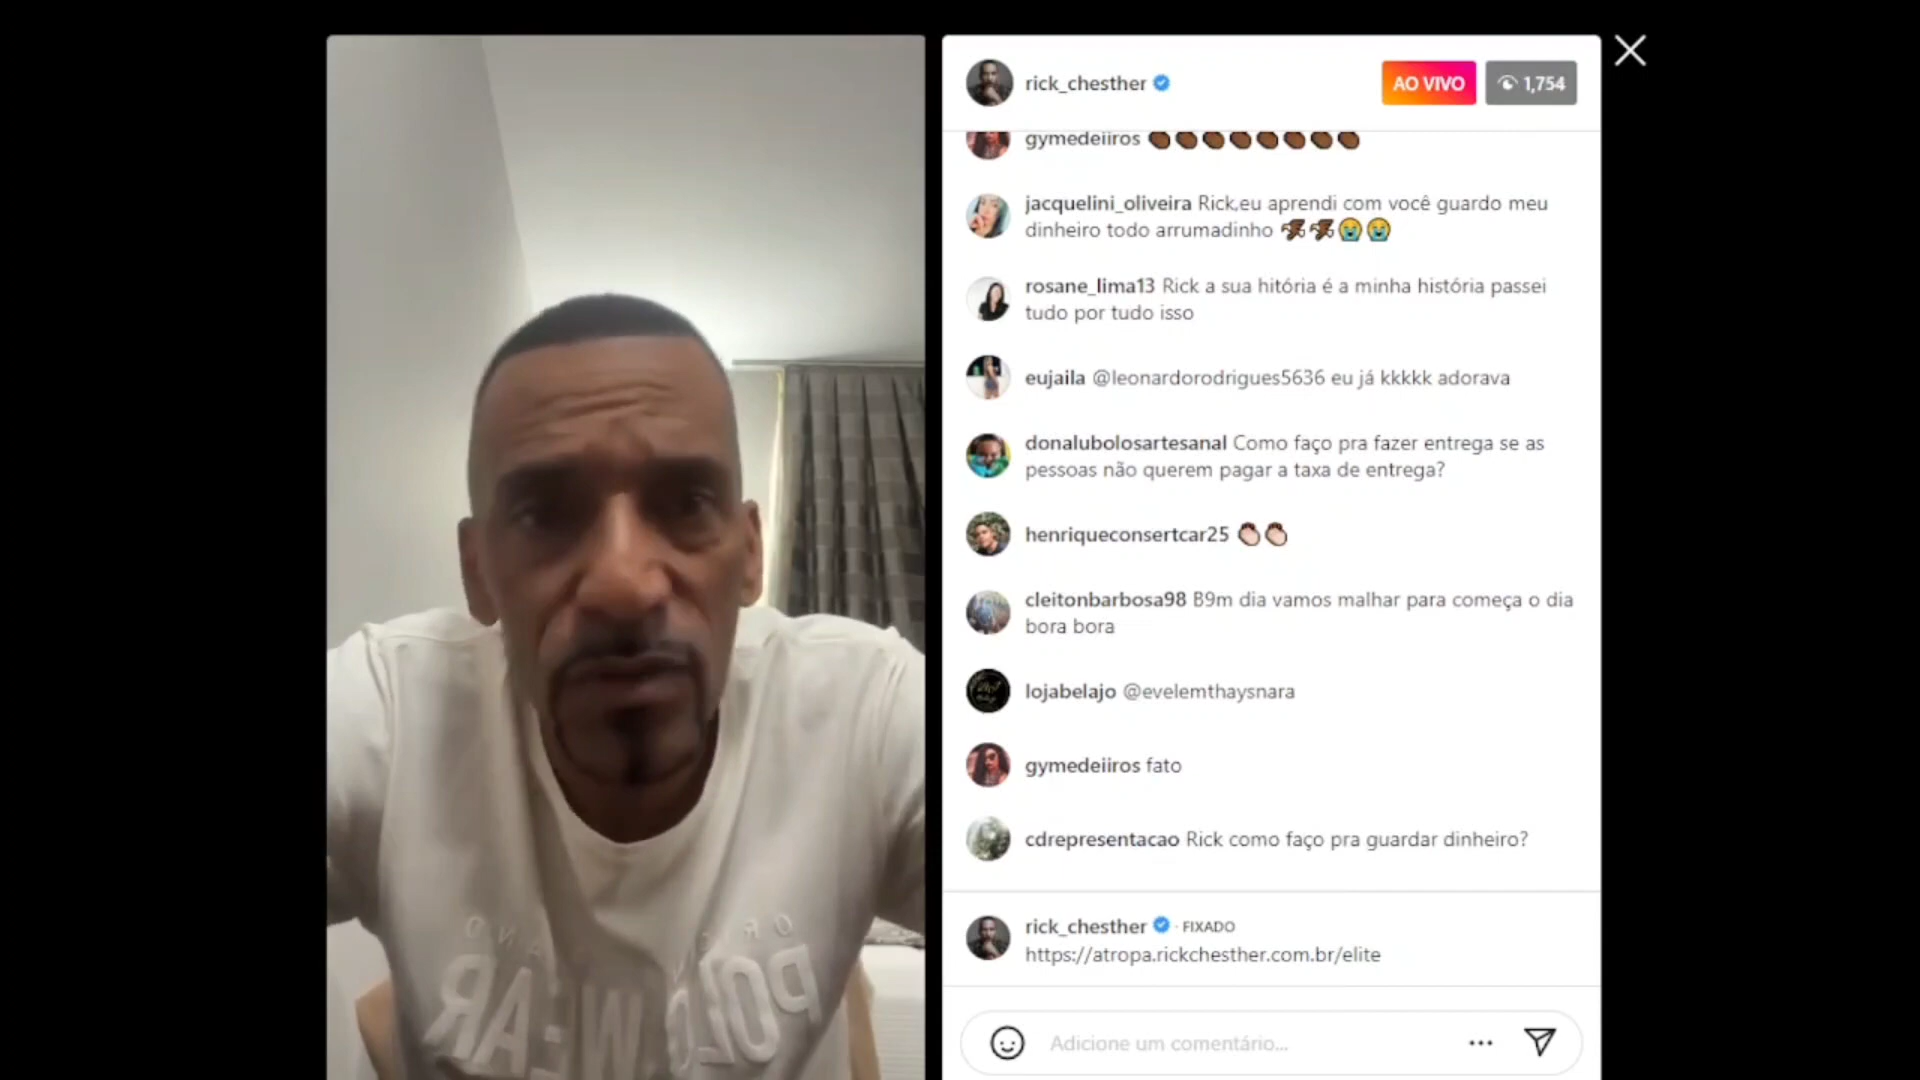 rick_chesther
AO VIVO
1,754
gymedeiiros
jacquelini_oliveira Rick,eu aprendi com você guardo meu
dinheiro todo arrumadinho
rosane_lima13 Rick a sua hitória é a minha história passei
tudo por tudo isso
eujaila @leonardorodrigues5636 eu já kkkkk adorava
donalubolosartesanal Como faço pra fazer entrega se as
pessoas não querem pagar a taxa de entrega?
henriqueconsertcar25
cleitonbarbosa98 B9m dia vamos malhar para começa o dia
bora bora
lojabelajo @evelemthaysnara
gymedeiiros fato
cdrepresentacao Rick como faço pra guardar dinheiro?
rick_chesther · FIXADO
https://atropa.rickchesther.com.br/elite
Adicione um comentário...
POLO WEAR